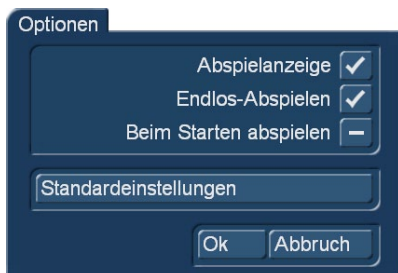 Optionen
Abspielanzeige
Endlos-Abspielen
Beim Starten abspielen
Standardeinstellungen
Ok Abbruch